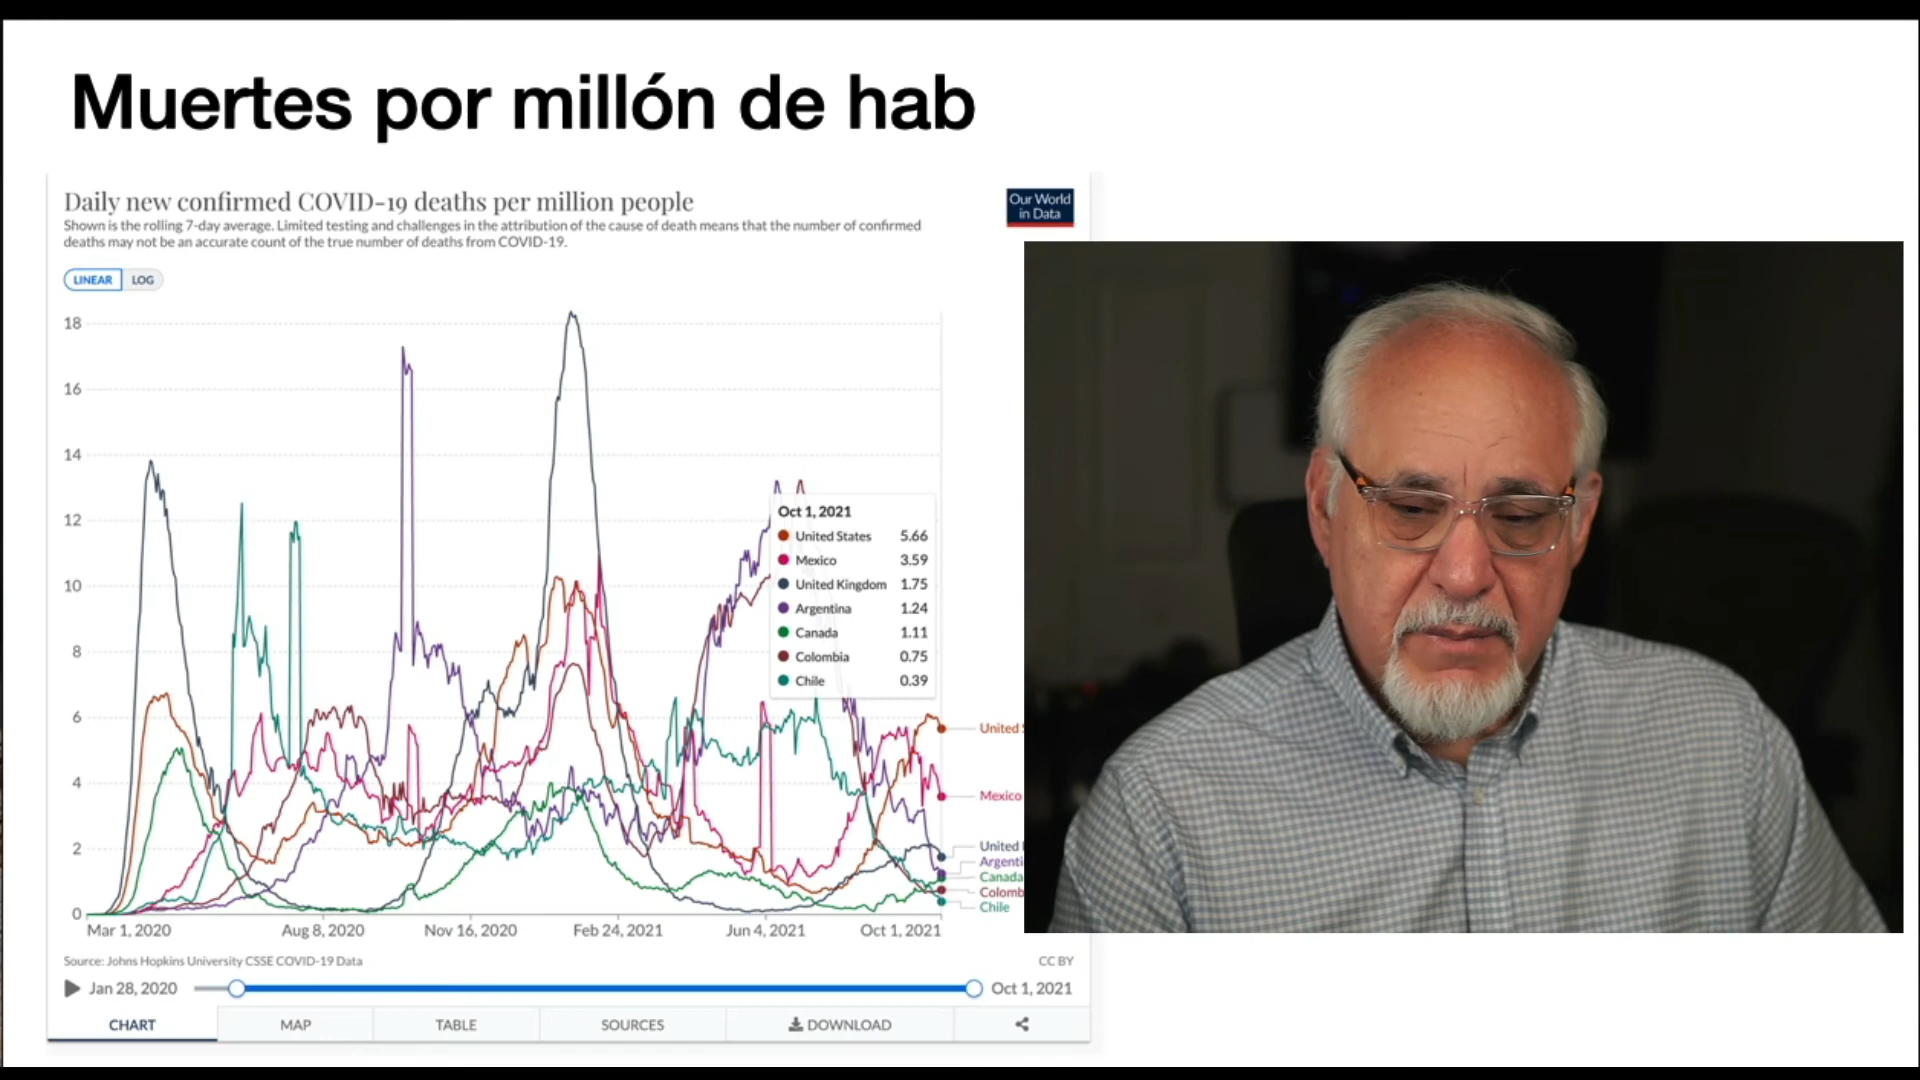 Muertes por millón de hab
Daily new confirmed COVID-19 deaths per million people
Shown is the rolling 7-day average. Limited testing and challenges in the attribution of the cause of death means that the number of confirmed
deaths may not be an accurate count of the true number of deaths from COVID-19.
Our World
in Data
LINEAR LOG
18
16
14
12
10
8
6
4
2
0
Oct 1, 2021
United States 5.66
Mexico 3.59
United Kingdom 1.75
Argentina 1.24
Canada 1.11
Colombia 0.75
Chile 0.39
United
Mexico
United
Argenti
Canada
Colomb
Chile
Mar 1, 2020 Aug 8, 2020 Nov 16, 2020 Feb 24, 2021 Jun 4, 2021 Oct 1, 2021
Source: Johns Hopkins University CSSE COVID-19 Data CC BY
Jan 28, 2020 Oct 1, 2021
CHART MAP TABLE SOURCES DOWNLOAD